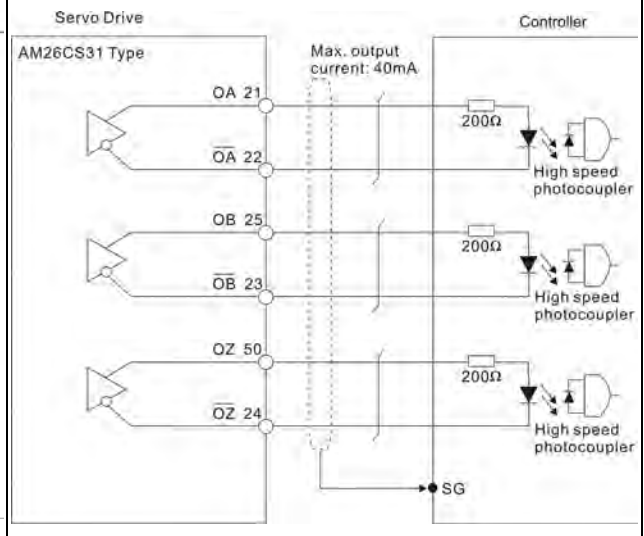 Servo Drive
Controller
AM26CS31 Type
Max. output
current: 40mA
OA 21
200Ω
OA 22
High speed
photocoupler
OB 25
200Ω
OB 23
High speed
photocoupler
OZ 50
200Ω
OZ 24
High speed
photocoupler
SG